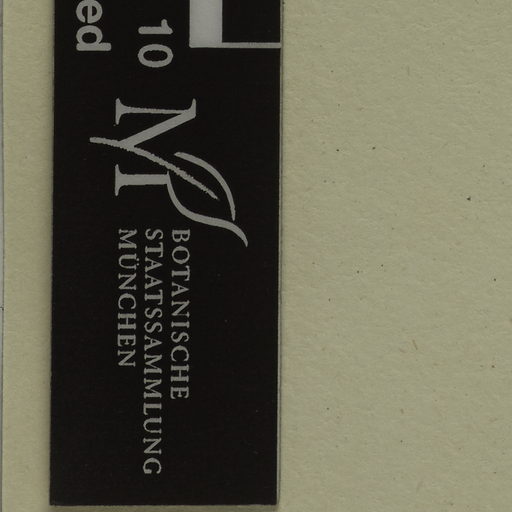 10
ed
M
BOTANISCHE
STAATSSAMMLUNG
MÜNCHEN